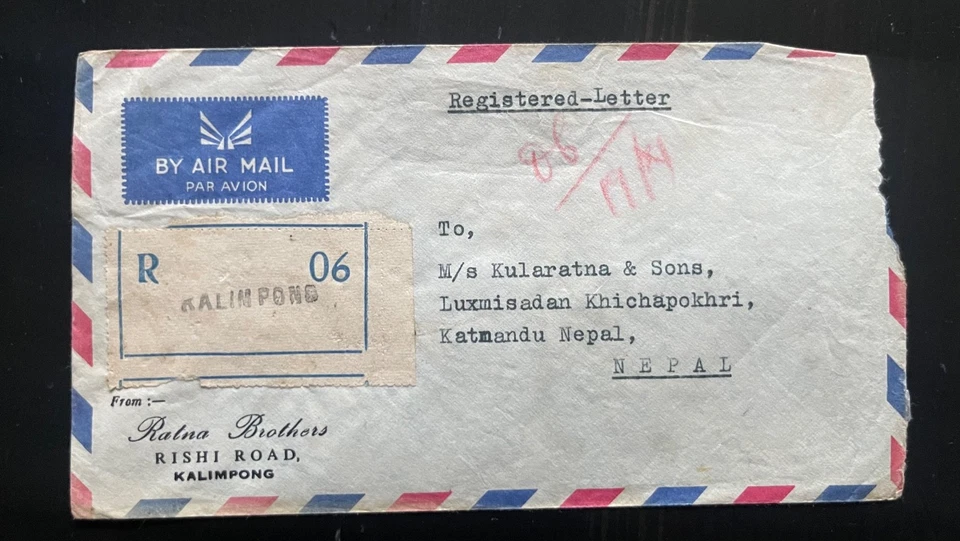 Registered-Letter
BY AIR MAIL
PAR AVION
06
To,
R 06
KALIMPONG
M/s Kularatna & Sons,
Luxmisadan Khichapokhri,
Katmandu Nepal,
NEPAL
From :—
Ratna Brothers
RISHI ROAD,
KALIMPONG